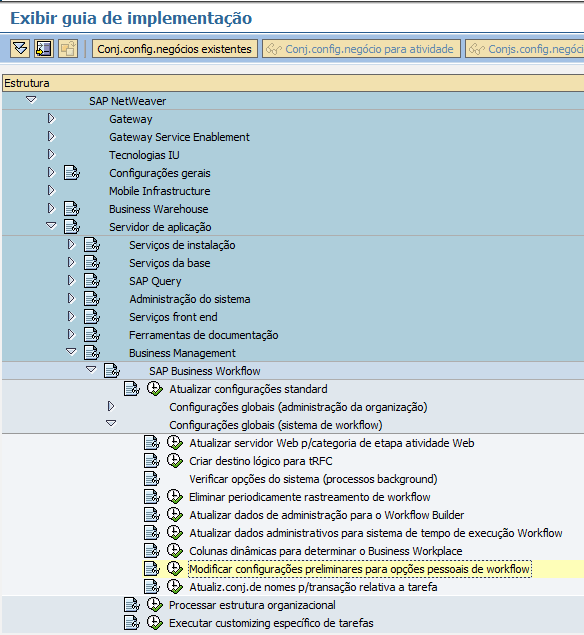 Exibir guia de implementação
Conj.config.negócios existentes
Conj.config.negócio para atividade
Conjs.config.negóci
Estrutura
SAP NetWeaver
Gateway
Gateway Service Enablement
Tecnologias IU
Configurações gerais
Mobile Infrastructure
Business Warehouse
Servidor de aplicação
Serviços de instalação
Serviços da base
SAP Query
Administração do sistema
Serviços front end
Ferramentas de documentação
Business Management
SAP Business Workflow
Atualizar configurações standard
Configurações globais (administração da organização)
Configurações globais (sistema de workflow)
Atualizar servidor Web p/categoria de etapa atividade Web
Criar destino lógico para tRFC
Verificar opções do sistema (processos background)
Eliminar periodicamente rastreamento de workflow
Atualizar dados de administração para o Workflow Builder
Atualizar dados administrativos para sistema de tempo de execução Workflow
Colunas dinâmicas para determinar o Business Workplace
Modificar configurações preliminares para opções pessoais de workflow
Atualiz.conj.de nomes p/transação relativa a tarefa
Processar estrutura organizacional
Executar customizing específico de tarefas